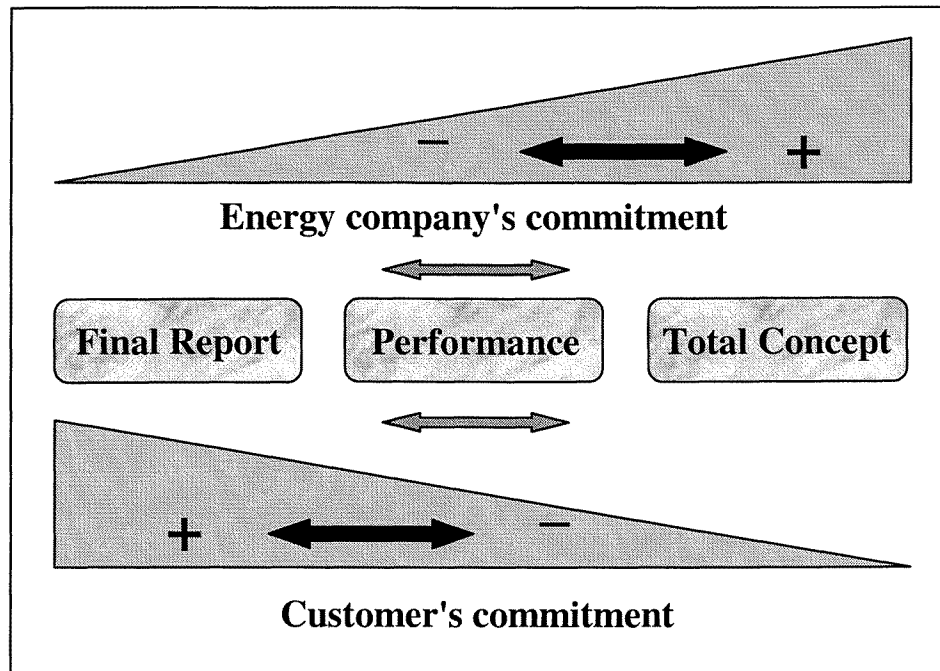 − +
Energy company's commitment
Final Report Performance Total Concept
+ −
Customer's commitment